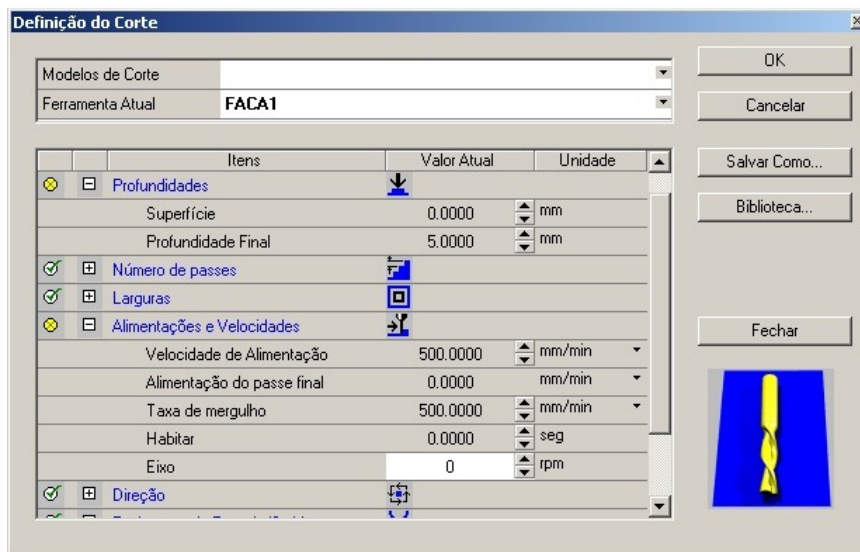 Definição do Corte
Modelos de Corte
Ferramenta Atual FACA1
Itens Valor Atual Unidade
Profundidades
Superfície 0.0000 mm
Profundidade Final 5.0000 mm
Número de passes
Larguras
Alimentações e Velocidades
Velocidade de Alimentação 500.0000 mm/min
Alimentação do passe final 0.0000 mm/min
Taxa de mergulho 500.0000 mm/min
Habitar 0.0000 seg
Eixo 0 rpm
Direção
OK
Cancelar
Salvar Como...
Biblioteca...
Fechar